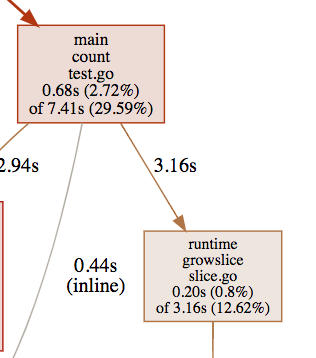 main
count
test.go
0.68s (2.72%)
of 7.41s (29.59%)
2.94s
3.16s
0.44s
(inline)
runtime
growslice
slice.go
0.20s (0.8%)
of 3.16s (12.62%)